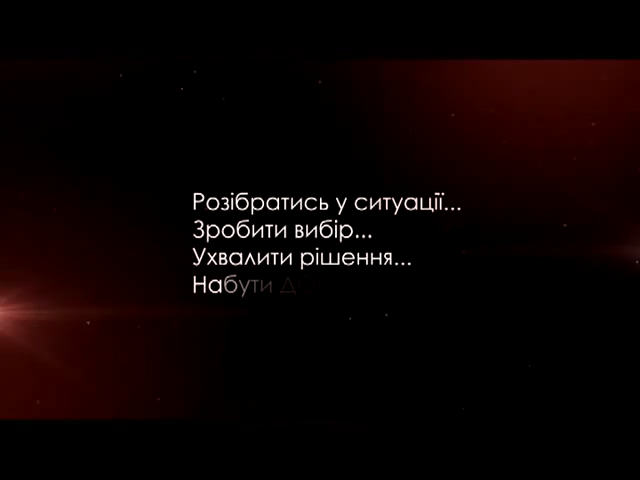 Розібратись у ситуації...
Зробити вибір...
Ухвалити рішення...
Набути